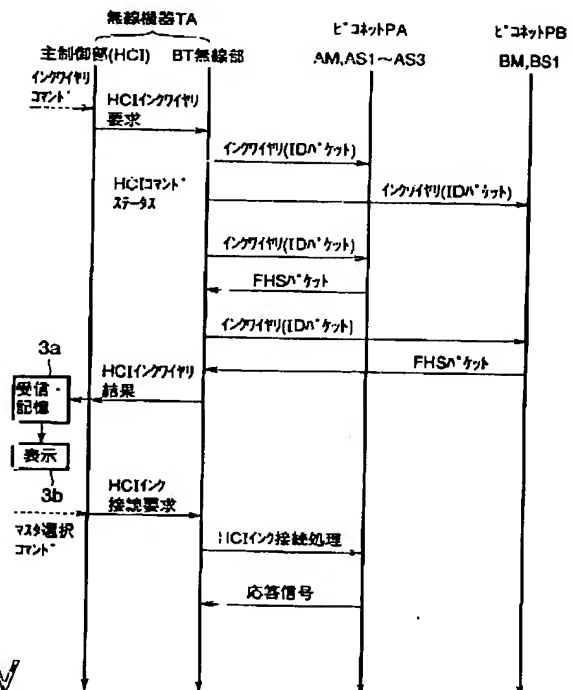 無線機器TA
ピコネットPA
ピコネットPB
主制御部(HCI)
BT無線部
AM,AS1～AS3
BM,BS1
インクワイヤリ
コマンド
HCIインクワイヤリ
要求
インクワイヤリ(IDパケット)
HCIコマンド
ステータス
インクワイヤリ(IDパケット)
インクワイヤリ(IDパケット)
FHSパケット
インクワイヤリ(IDパケット)
FHSパケット
3a
HCIインクワイヤリ
結果
受信・
記憶
表示
3b
HCIインク
接続要求
マスタ選択
コマンド
HCIインク接続処理
応答信号